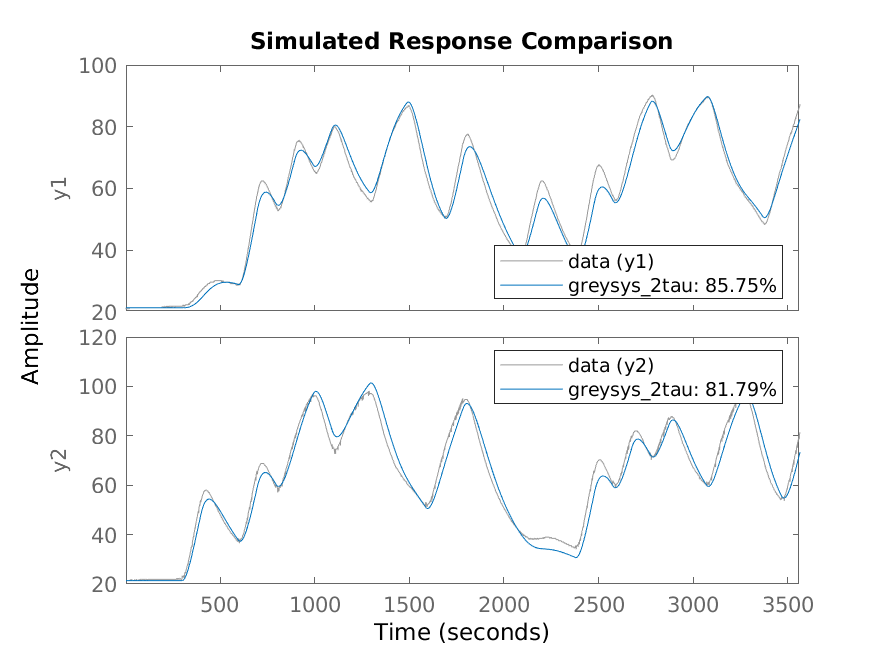 Simulated Response Comparison
100
80
60
40
20
y1
data (y1)
greysys_2tau: 85.75%
Amplitude
120
100
80
60
40
20
y2
data (y2)
greysys_2tau: 81.79%
500 1000 1500 2000 2500 3000 3500
Time (seconds)